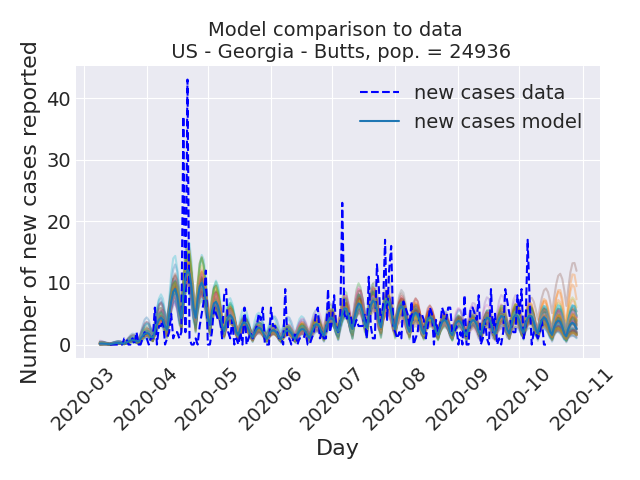 Model comparison to data
US - Georgia - Butts, pop. = 24936
Number of new cases reported
40
30
20
10
0
new cases data
new cases model
2020-03
2020-04
2020-05
2020-06
2020-07
2020-08
2020-09
2020-10
2020-11
Day